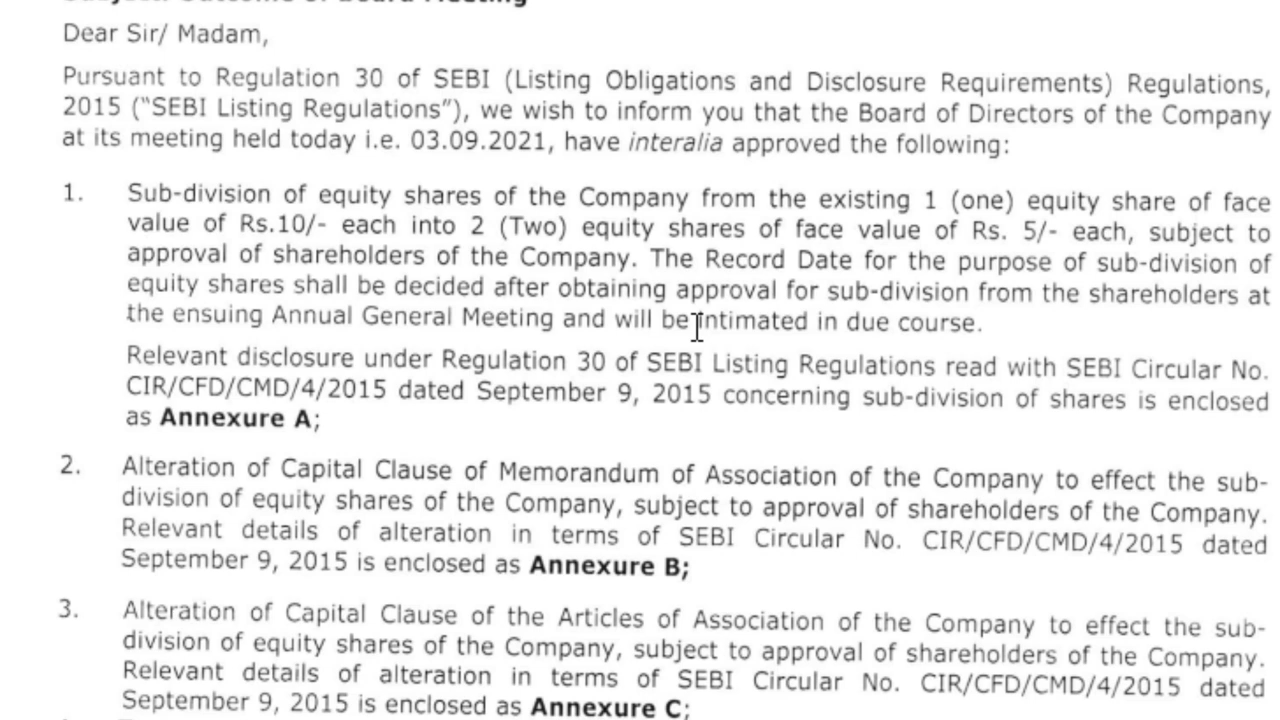 Subject: Outcome of Board Meeting
Dear Sir/ Madam,
Pursuant to Regulation 30 of SEBI (Listing Obligations and Disclosure Requirements) Regulations,
2015 ("SEBI Listing Regulations"), we wish to inform you that the Board of Directors of the Company
at its meeting held today i.e. 03.09.2021, have interalia approved the following:
1. Sub-division of equity shares of the Company from the existing 1 (one) equity share of face
value of Rs.10/- each into 2 (Two) equity shares of face value of Rs. 5/- each, subject to
approval of shareholders of the Company. The Record Date for the purpose of sub-division of
equity shares shall be decided after obtaining approval for sub-division from the shareholders at
the ensuing Annual General Meeting and will be intimated in due course.
Relevant disclosure under Regulation 30 of SEBI Listing Regulations read with SEBI Circular No.
CIR/CFD/CMD/4/2015 dated September 9, 2015 concerning sub-division of shares is enclosed
as Annexure A;
2. Alteration of Capital Clause of Memorandum of Association of the Company to effect the sub-
division of equity shares of the Company, subject to approval of shareholders of the Company.
Relevant details of alteration in terms of SEBI Circular No. CIR/CFD/CMD/4/2015 dated
September 9, 2015 is enclosed as Annexure B;
3. Alteration of Capital Clause of the Articles of Association of the Company to effect the sub-
division of equity shares of the Company, subject to approval of shareholders of the Company.
Relevant details of alteration in terms of SEBI Circular No. CIR/CFD/CMD/4/2015 dated
September 9, 2015 is enclosed as Annexure C;